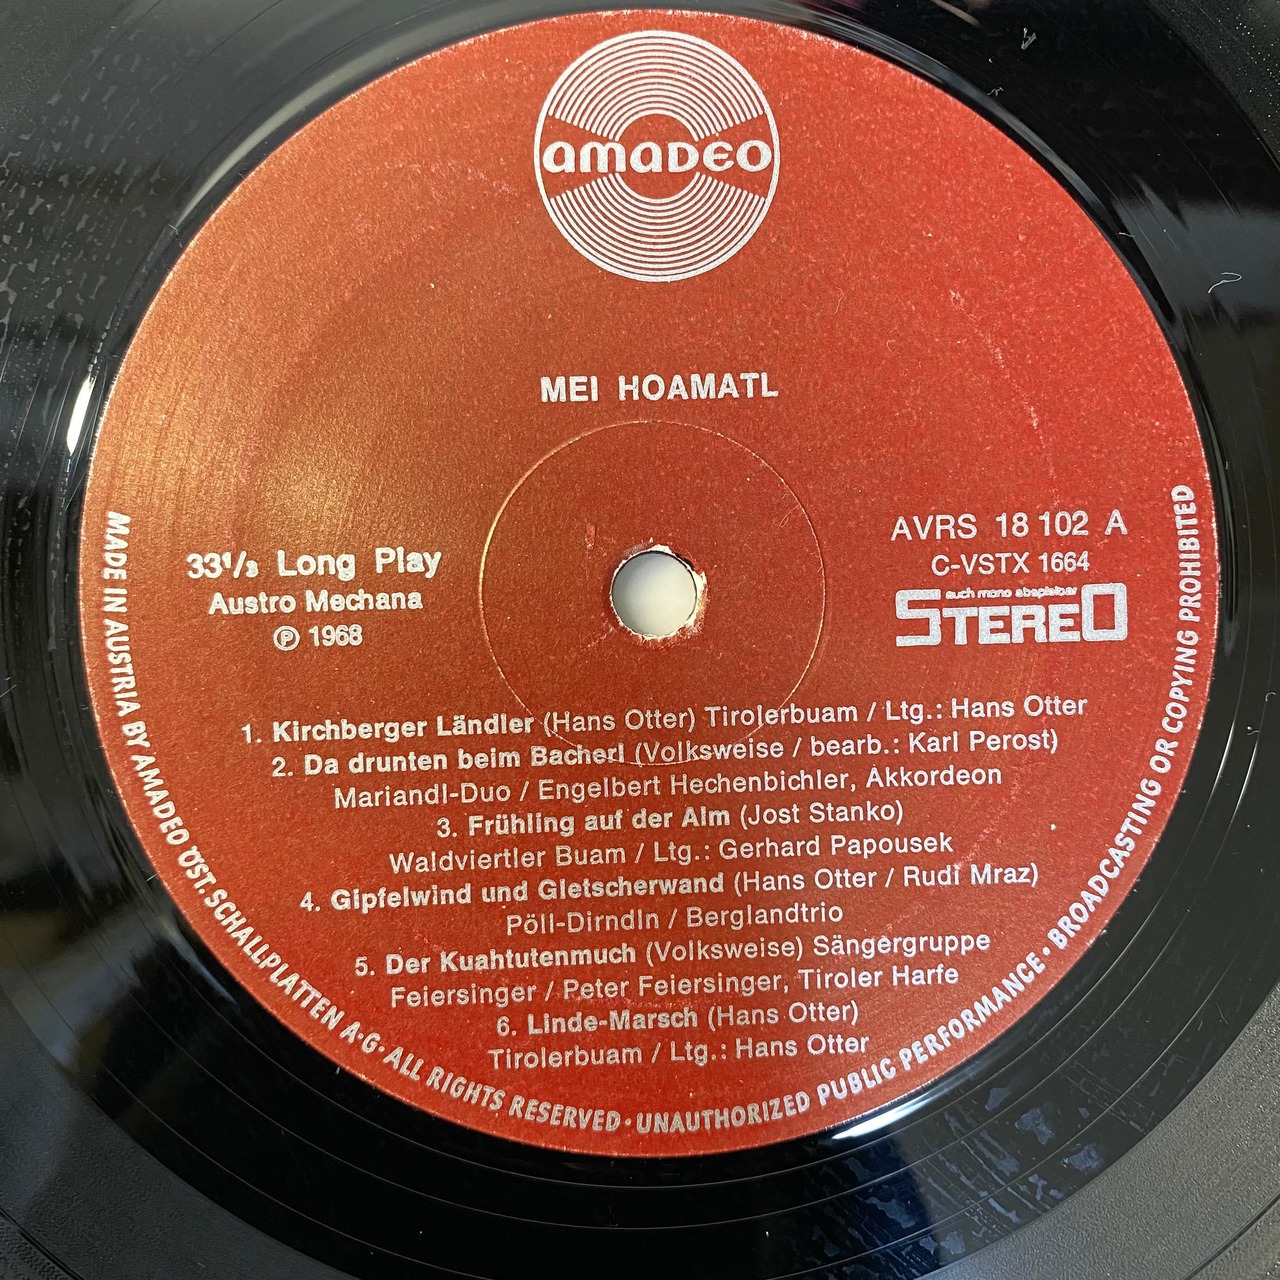 amaDEO
MEI HOAMATL
33⅓ Long Play
Austro Mechana
℗ 1968
AVRS 18 102 A
C-VSTX 1664
auch mono abspielbar
STEREO
1. Kirchberger Ländler (Hans Otter) Tirolerbuam / Ltg.: Hans Otter
2. Da drunten beim Bacherl (Volksweise / bearb.: Karl Perost)
Mariandl-Duo / Engelbert Hechenbichler, Akkordeon
3. Frühling auf der Alm (Jost Stanko)
Waldviertler Buam / Ltg.: Gerhard Papousek
4. Gipfelwind und Gletscherwand (Hans Otter / Rudi Mraz)
Pöll-Dirndln / Berglandtrio
5. Der Kuahtutenmuch (Volksweise) Sängergruppe
Feiersinger / Peter Feiersinger, Tiroler Harfe
6. Linde-Marsch (Hans Otter)
Tirolerbuam / Ltg.: Hans Otter
MADE IN AUSTRIA BY AMADEO ÖST.SCHALLPLATTEN A·G·ALL RIGHTS RESERVED·UNAUTHORIZED PUBLIC PERFORMANCE·BROADCASTING OR COPYING PROHIBITED